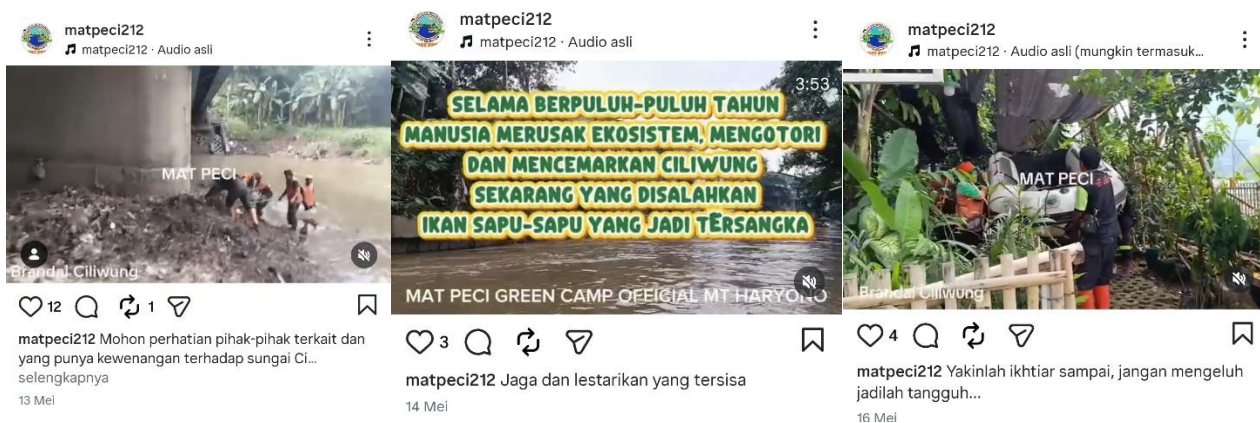 matpeci212
matpeci212 · Audio asli
MAT PECI
Brandal Ciliwung
12
1
matpeci212 Mohon perhatian pihak-pihak terkait dan
yang punya kewenangan terhadap sungai Ci...
selengkapnya
13 Mei
matpeci212
matpeci212 · Audio asli
3:53
SELAMA BERPULUH-PULUH TAHUN
MANUSIA MERUSAK EKOSISTEM, MENGOTORI
DAN MENCEMARKAN CILIWUNG
SEKARANG YANG DISALAHKAN
IKAN SAPU-SAPU YANG JADI TERSANGKA
MAT PECI GREEN CAMP OFFICIAL MT HARYONO
3
matpeci212 Jaga dan lestarikan yang tersisa
14 Mei
matpeci212
matpeci212 · Audio asli (mungkin termasuk...
MAT PECI
Brandal Ciliwung
4
matpeci212 Yakinlah ikhtiar sampai, jangan mengeluh
jadilah tangguh...
16 Mei